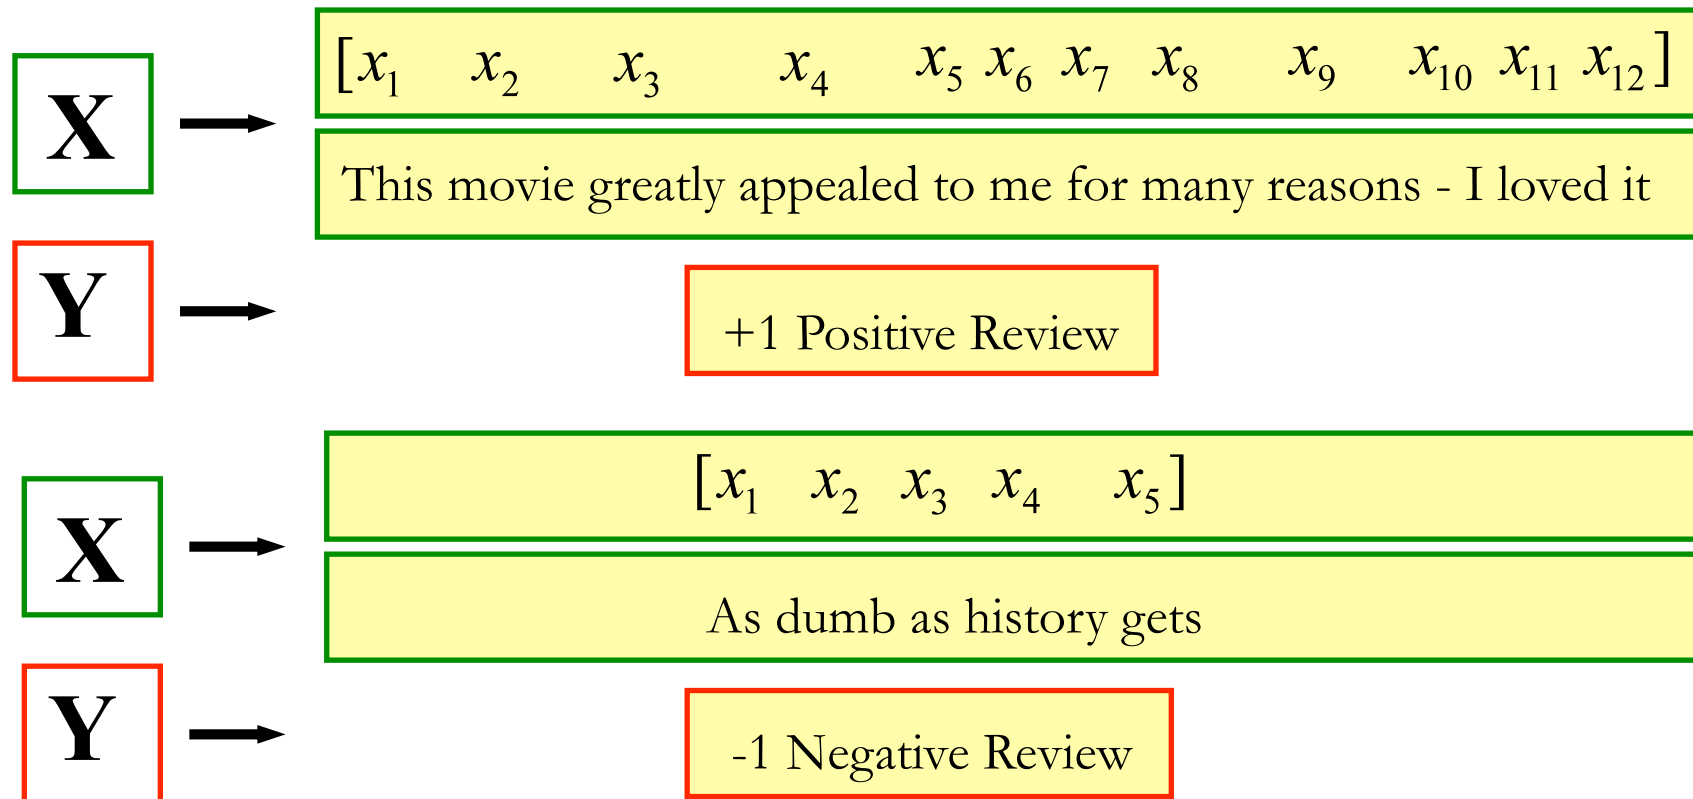 [x₁ x₂ x₃ x₄ x₅ x₆ x₇ x₈ x₉ x₁₀ x₁₁ x₁₂]
X
This movie greatly appealed to me for many reasons - I loved it
Y
+1 Positive Review
[x₁ x₂ x₃ x₄ x₅]
X
As dumb as history gets
Y
-1 Negative Review